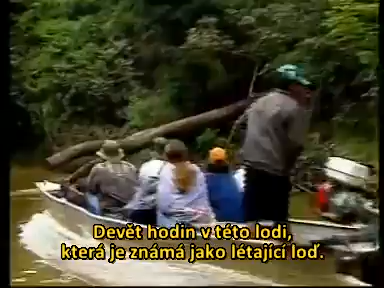 Devět hodin v této lodi,
která je známá jako létající loď.